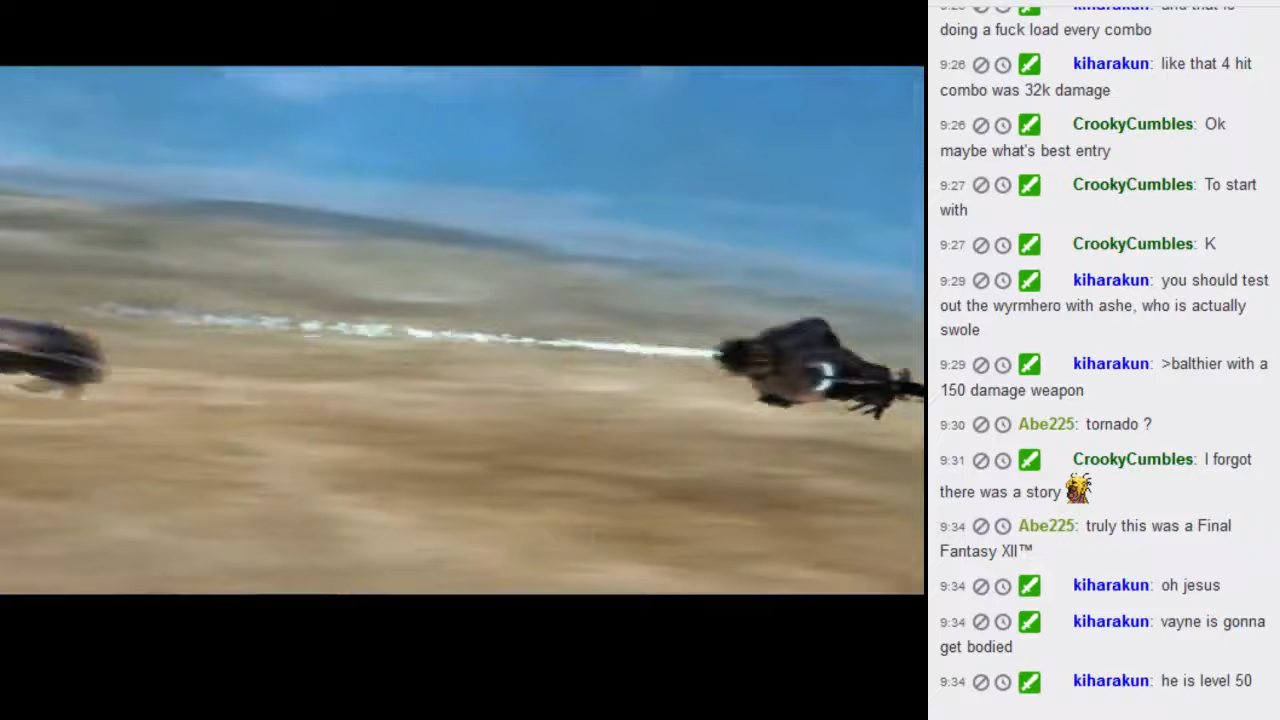 doing a fuck load every combo
9:26 kiharakun: like that 4 hit
combo was 32k damage
9:26 CrookyCumbles: Ok
maybe what's best entry
9:27 CrookyCumbles: To start
with
9:27 CrookyCumbles: K
9:29 kiharakun: you should test
out the wyrmhero with ashe, who is actually
swole
9:29 kiharakun: >balthier with a
150 damage weapon
9:30 Abe225: tornado ?
9:31 CrookyCumbles: I forgot
there was a story
9:34 Abe225: truly this was a Final
Fantasy XII™
9:34 kiharakun: oh jesus
9:34 kiharakun: vayne is gonna
get bodied
9:34 kiharakun: he is level 50